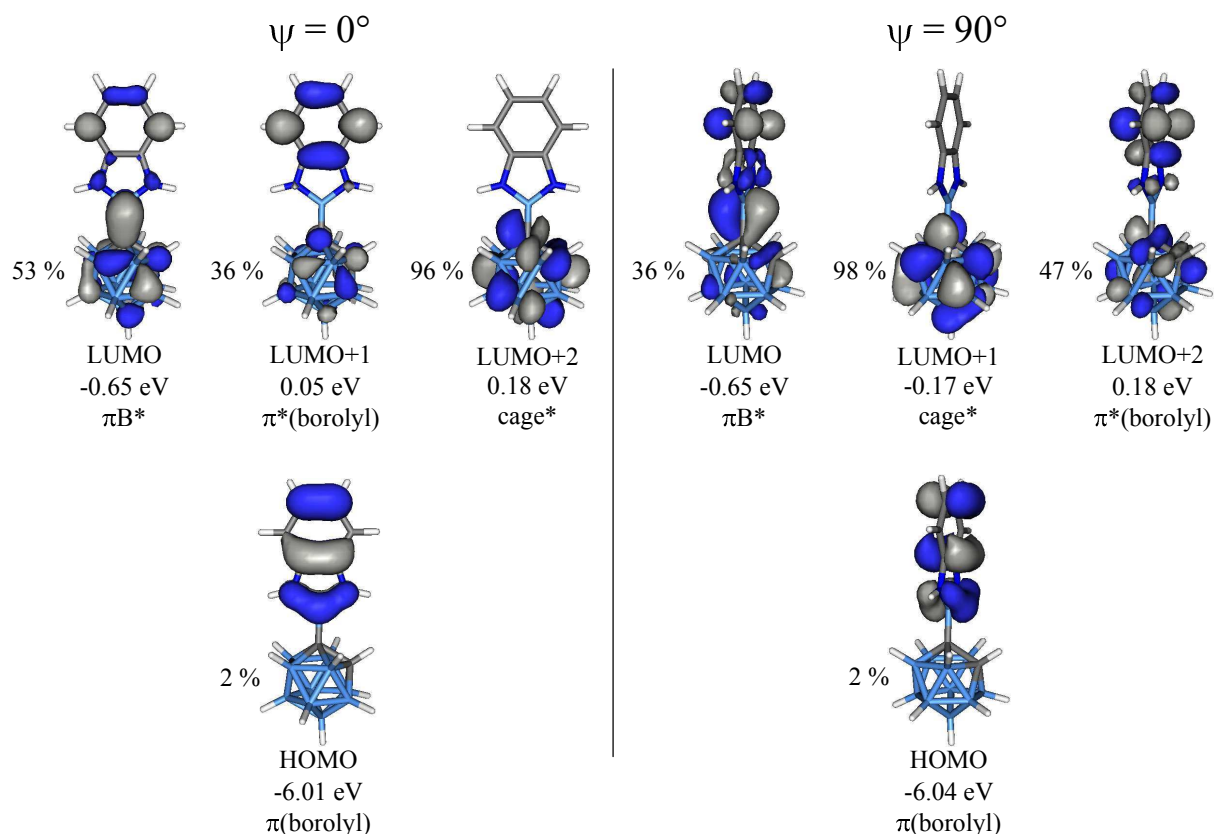 ψ = 0°
53 %
LUMO
-0.65 eV
πB*
36 %
LUMO+1
0.05 eV
π*(borolyl)
96 %
LUMO+2
0.18 eV
cage*
2 %
HOMO
-6.01 eV
π(borolyl)
ψ = 90°
36 %
LUMO
-0.65 eV
πB*
98 %
LUMO+1
-0.17 eV
cage*
47 %
LUMO+2
0.18 eV
π*(borolyl)
2 %
HOMO
-6.04 eV
π(borolyl)